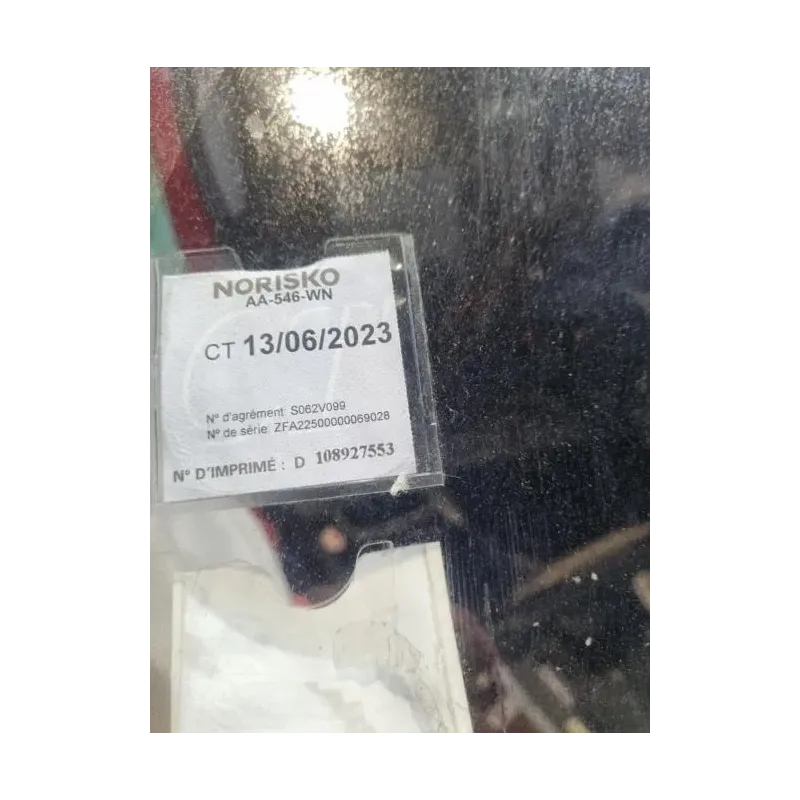 NORISKO
AA-546-WN
CT 13/06/2023
N° d'agrément: S062V099
N° de série: ZFA22500000069028
N° D'IMPRIMÉ : D 108927553